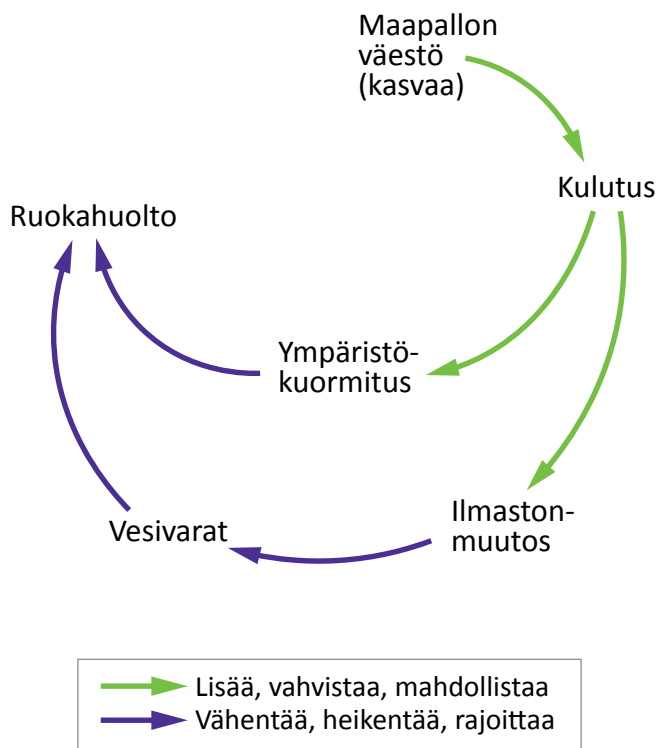 Maapallon
väestö
(kasvaa)
Kulutus
Ruokahuolto
Ympäristö-
kuormitus
Ilmaston-
muutos
Vesivarat
Lisää, vahvistaa, mahdollistaa
Vähentää, heikentää, rajoittaa